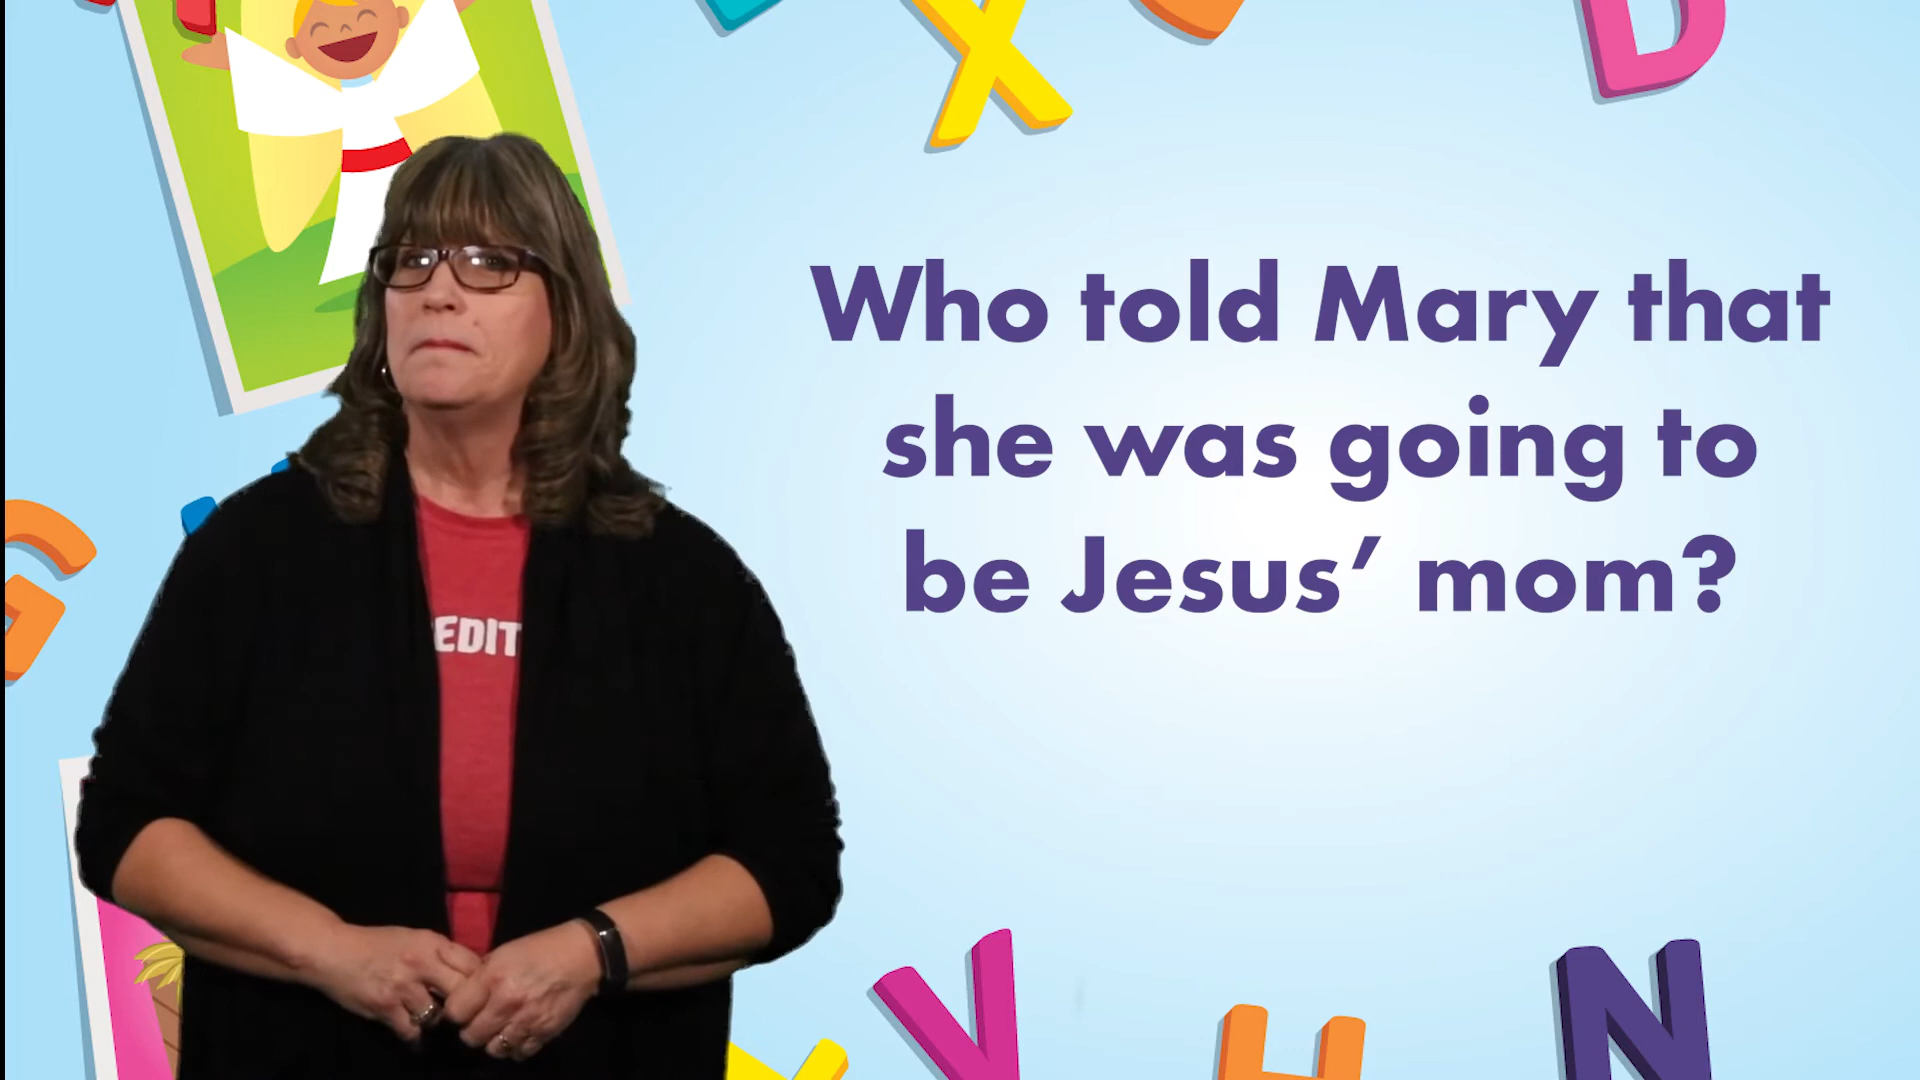 Who told Mary that
she was going to
be Jesus’ mom?
EDIT
X
D
G
Y
H
N